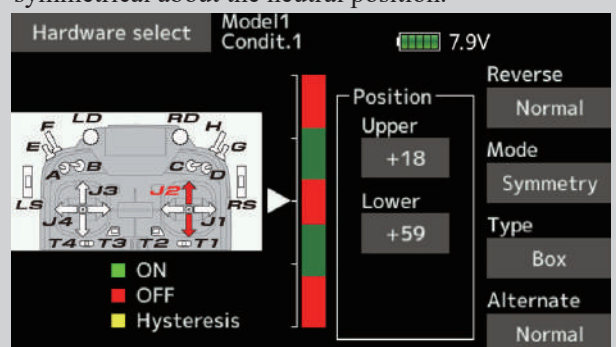 symmetrical about the neutral position.
Hardware select
Model1
Condit.1
7.9V
F
LD
RD
H
E
G
A
B
C
D
J3
J2
LS
RS
J4
J1
T4
T3
T2
T1
ON
OFF
Hysteresis
Position
Upper
+18
Lower
+59
Reverse
Normal
Mode
Symmetry
Type
Box
Alternate
Normal